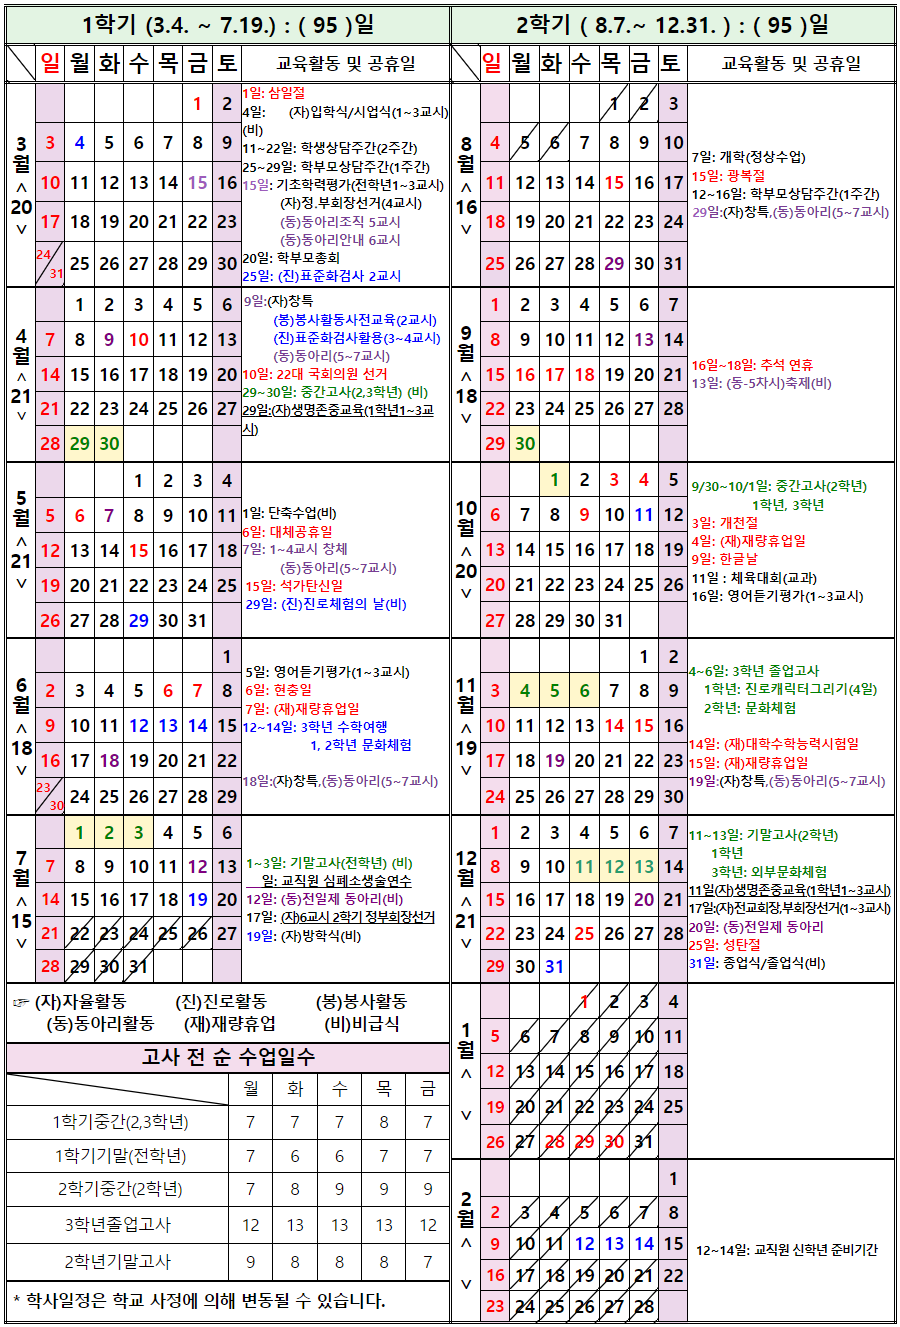 1학기 (3.4. ~ 7.19.) : ( 95 )일
일 월 화 수 목 금 토 교육활동 및 공휴일
3월 < 20 >
1 2
3 4 5 6 7 8 9
10 11 12 13 14 15 16
17 18 19 20 21 22 23
24/31 25 26 27 28 29 30
1일: 삼일절
4일: (자)입학식/시업식(1~3교시)
(비)
11~22일: 학생상담주간(2주간)
25~29일: 학부모상담주간(1주간)
15일: 기초학력평가(전학년1~3교시)
(자)정,부회장선거(4교시)
(동)동아리조직 5교시
(동)동아리안내 6교시
20일: 학부모총회
25일: (진)표준화검사 2교시
4월 < 21 >
1 2 3 4 5 6
7 8 9 10 11 12 13
14 15 16 17 18 19 20
21 22 23 24 25 26 27
28 29 30
9일:(자)창특
(봉)봉사활동사전교육(2교시)
(진)표준화검사활용(3~4교시)
(동)동아리(5~7교시)
10일: 22대 국회의원 선거
29~30일: 중간고사(2,3학년) (비)
29일:(자)생명존중교육(1학년1~3교
시)
5월 < 21 >
1 2 3 4
5 6 7 8 9 10 11
12 13 14 15 16 17 18
19 20 21 22 23 24 25
26 27 28 29 30 31
1일: 단축수업(비)
6일: 대체공휴일
7일: 1~4교시 창체
(동)동아리(5~7교시)
15일: 석가탄신일
29일: (진)진로체험의 날(비)
6월 < 18 >
1
2 3 4 5 6 7 8
9 10 11 12 13 14 15
16 17 18 19 20 21 22
23/30 24 25 26 27 28 29
5일: 영어듣기평가(1~3교시)
6일: 현충일
7일: (재)재량휴업일
12~14일: 3학년 수학여행
1, 2학년 문화체험
18일:(자)창특,(동)동아리(5~7교시)
7월 < 15 >
1 2 3 4 5 6
7 8 9 10 11 12 13
14 15 16 17 18 19 20
21 22 23 24 25 26 27
28 29 30 31
1~3일: 기말고사(전학년) (비)
일: 교직원 심폐소생술연수
12일: (동)전일제 동아리(비)
17일: (자)6교시 2학기 정부회장선거
19일: (자)방학식(비)
☞ (자)자율활동 (진)진로활동 (봉)봉사활동
(동)동아리활동 (재)재량휴업 (비)비급식
고사 전 순 수업일수
월 화 수 목 금
1학기중간(2,3학년) 7 7 7 8 7
1학기기말(전학년) 7 6 6 7 7
2학기중간(2학년) 7 8 9 9 9
3학년졸업고사 12 13 13 13 12
2학년기말고사 9 8 8 8 7
* 학사일정은 학교 사정에 의해 변동될 수 있습니다.
2학기 ( 8.7.~ 12.31. ) : ( 95 )일
일 월 화 수 목 금 토 교육활동 및 공휴일
8월 < 16 >
1 2 3
4 5 6 7 8 9 10
11 12 13 14 15 16 17
18 19 20 21 22 23 24
25 26 27 28 29 30 31
7일: 개학(정상수업)
15일: 광복절
12~16일: 학부모상담주간(1주간)
29일:(자)창특,(동)동아리(5~7교시)
9월 < 18 >
1 2 3 4 5 6 7
8 9 10 11 12 13 14
15 16 17 18 19 20 21
22 23 24 25 26 27 28
29 30
16일~18일: 추석 연휴
13일: (동-5차시)축제(비)
10월 < 20 >
1 2 3 4 5
6 7 8 9 10 11 12
13 14 15 16 17 18 19
20 21 22 23 24 25 26
27 28 29 30 31
9/30~10/1일: 중간고사(2학년)
1학년, 3학년
3일: 개천절
4일: (재)재량휴업일
9일: 한글날
11일 : 체육대회(교과)
16일: 영어듣기평가(1~3교시)
11월 < 19 >
1 2
3 4 5 6 7 8 9
10 11 12 13 14 15 16
17 18 19 20 21 22 23
24 25 26 27 28 29 30
4~6일: 3학년 졸업고사
1학년: 진로캐릭터그리기(4일)
2학년: 문화체험
14일: (재)대학수학능력시험일
15일: (재)재량휴업일
19일:(자)창특,(동)동아리(5~7교시)
12월 < 21 >
1 2 3 4 5 6 7
8 9 10 11 12 13 14
15 16 17 18 19 20 21
22 23 24 25 26 27 28
29 30 31
11~13일: 기말고사(2학년)
1학년
3학년: 외부문화체험
11일(자)생명존중교육(1학년1~3교시)
17일:(자)전교회장,부회장선거(1~3교시)
20일: (동)전일제 동아리
25일: 성탄절
31일: 종업식/졸업식(비)
1월 < >
1 2 3 4
5 6 7 8 9 10 11
12 13 14 15 16 17 18
19 20 21 22 23 24 25
26 27 28 29 30 31
2월 < >
1
2 3 4 5 6 7 8
9 10 11 12 13 14 15
16 17 18 19 20 21 22
23 24 25 26 27 28
12~14일: 교직원 신학년 준비기간